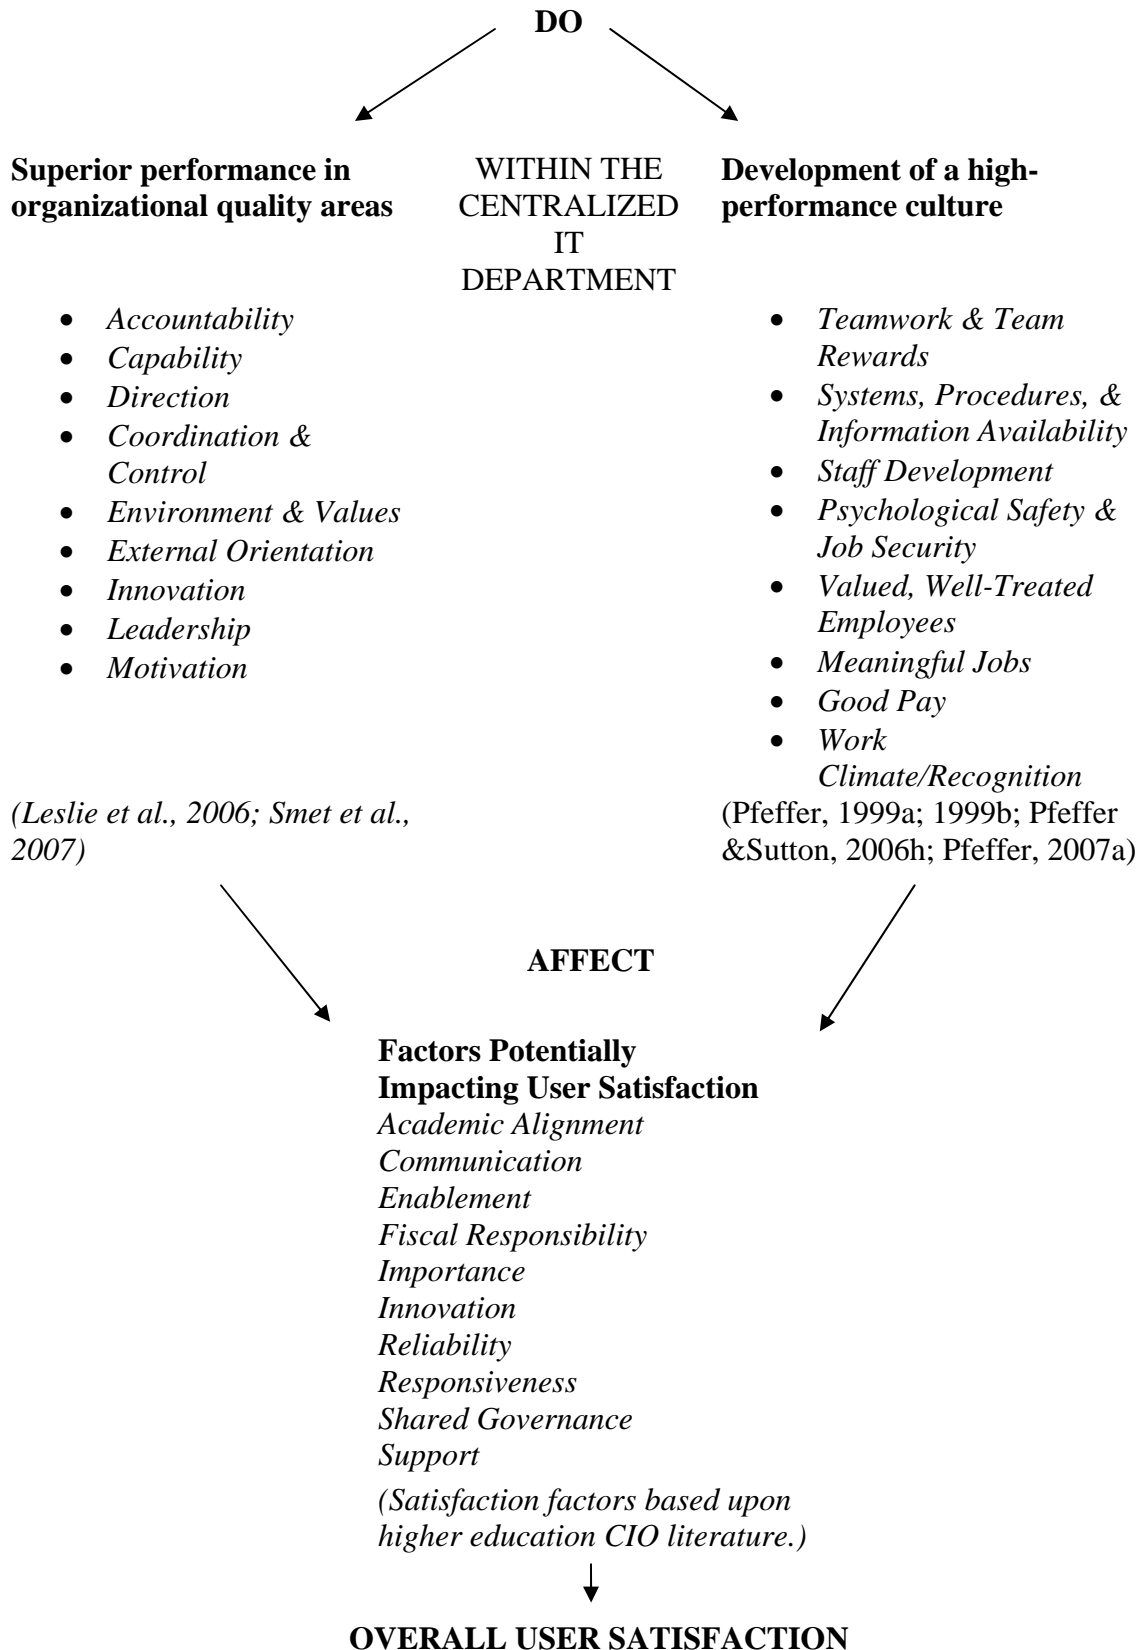 DO
Superior performance in
organizational quality areas
WITHIN THE
CENTRALIZED
IT
DEPARTMENT
Development of a high-
performance culture
• Accountability
• Capability
• Direction
• Coordination &
Control
• Environment & Values
• External Orientation
• Innovation
• Leadership
• Motivation
• Teamwork & Team
Rewards
• Systems, Procedures, &
Information Availability
• Staff Development
• Psychological Safety &
Job Security
• Valued, Well-Treated
Employees
• Meaningful Jobs
• Good Pay
• Work
Climate/Recognition
(Leslie et al., 2006; Smet et al.,
2007)
(Pfeffer, 1999a; 1999b; Pfeffer
&Sutton, 2006h; Pfeffer, 2007a)
AFFECT
Factors Potentially
Impacting User Satisfaction
Academic Alignment
Communication
Enablement
Fiscal Responsibility
Importance
Innovation
Reliability
Responsiveness
Shared Governance
Support
(Satisfaction factors based upon
higher education CIO literature.)
OVERALL USER SATISFACTION